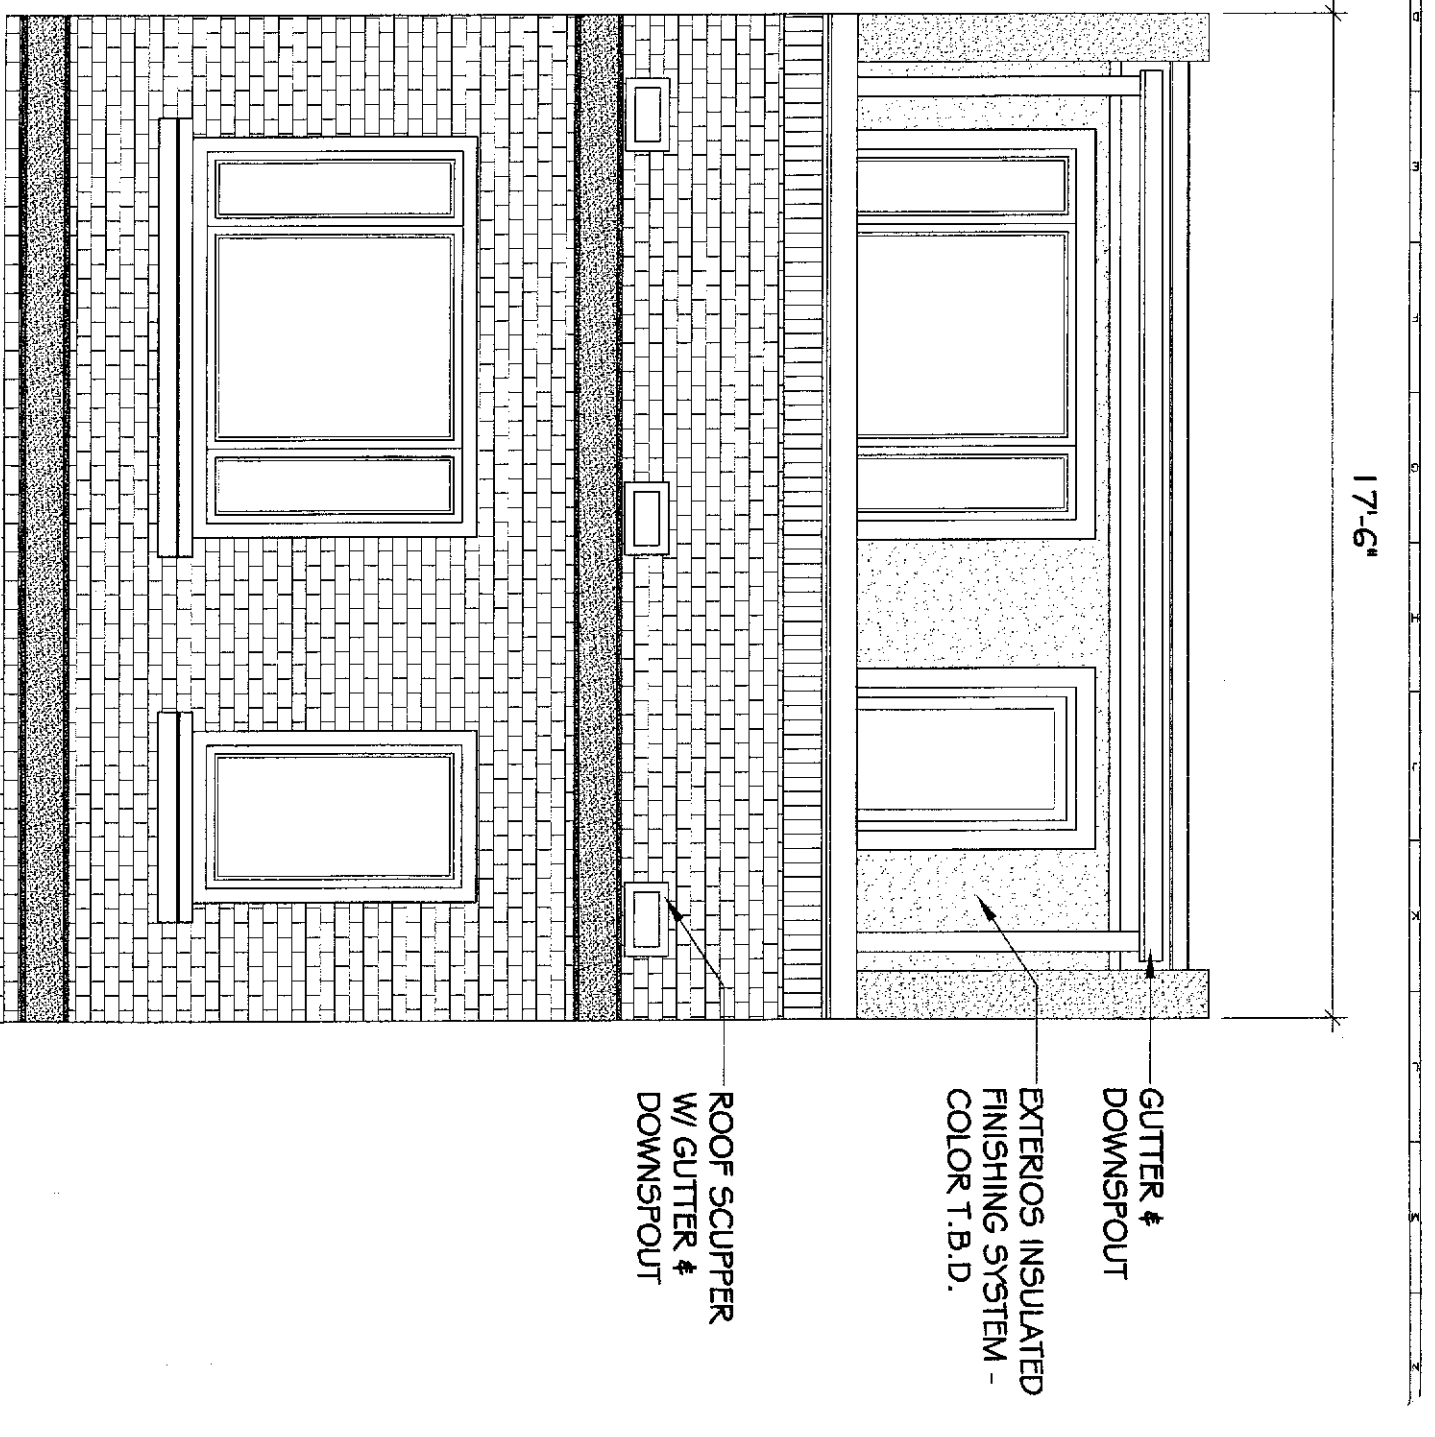 17'-6"
GUTTER &
DOWNSPOUT
EXTERIOS INSULATED
FINISHING SYSTEM -
COLOR T.B.D.
ROOF SCUPPER
W/ GUTTER &
DOWNSPOUT